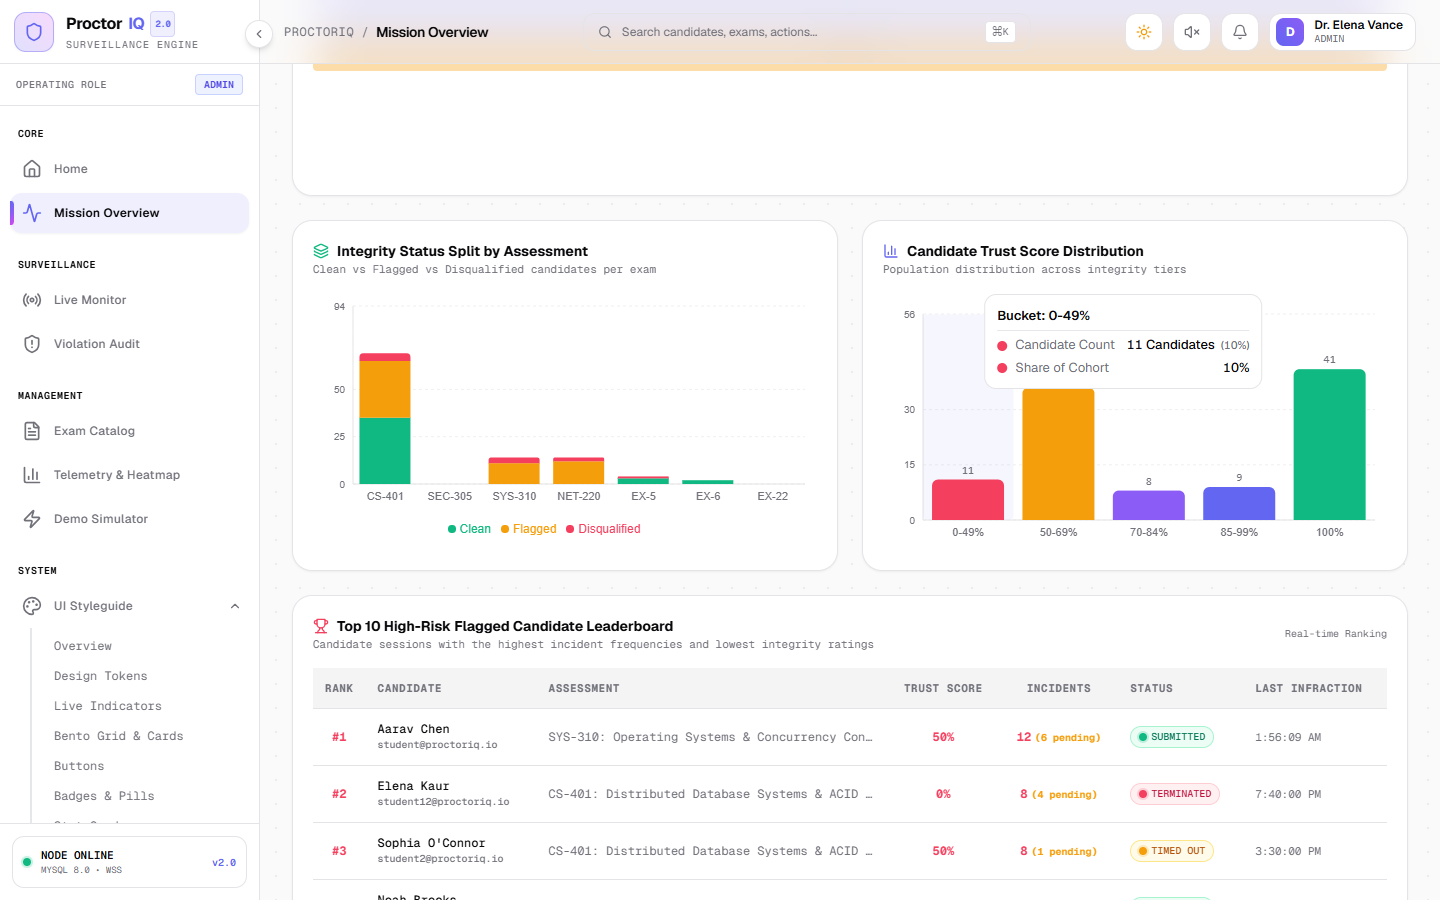 Proctor IQ 2.0
SURVEILLANCE ENGINE
OPERATING ROLE ADMIN
CORE
Home
Mission Overview
SURVEILLANCE
Live Monitor
Violation Audit
MANAGEMENT
Exam Catalog
Telemetry & Heatmap
Demo Simulator
SYSTEM
UI Styleguide
Overview
Design Tokens
Live Indicators
Bento Grid & Cards
Buttons
Badges & Pills
NODE ONLINE
MYSQL 8.0 • WSS
v2.0
PROCTORIQ / Mission Overview
Search candidates, exams, actions...
⌘K
D
Dr. Elena Vance
ADMIN
Integrity Status Split by Assessment
Clean vs Flagged vs Disqualified candidates per exam
94
50
25
0
CS-401 SEC-305 SYS-310 NET-220 EX-5 EX-6 EX-22
Clean Flagged Disqualified
Candidate Trust Score Distribution
Population distribution across integrity tiers
56
30
15
0
Bucket: 0-49%
Candidate Count 11 Candidates (10%)
Share of Cohort 10%
11
8
9
41
0-49% 50-69% 70-84% 85-99% 100%
Top 10 High-Risk Flagged Candidate Leaderboard
Candidate sessions with the highest incident frequencies and lowest integrity ratings
Real-time Ranking
RANK CANDIDATE ASSESSMENT TRUST SCORE INCIDENTS STATUS LAST INFRACTION
#1 Aarav Chen SYS-310: Operating Systems & Concurrency Con… 50% 12 (6 pending) SUBMITTED 1:56:09 AM
student@proctoriq.io
#2 Elena Kaur CS-401: Distributed Database Systems & ACID … 0% 8 (4 pending) TERMINATED 7:40:00 PM
student12@proctoriq.io
#3 Sophia O'Connor CS-401: Distributed Database Systems & ACID … 50% 8 (1 pending) TIMED OUT 3:30:00 PM
student2@proctoriq.io
Noah Brooks